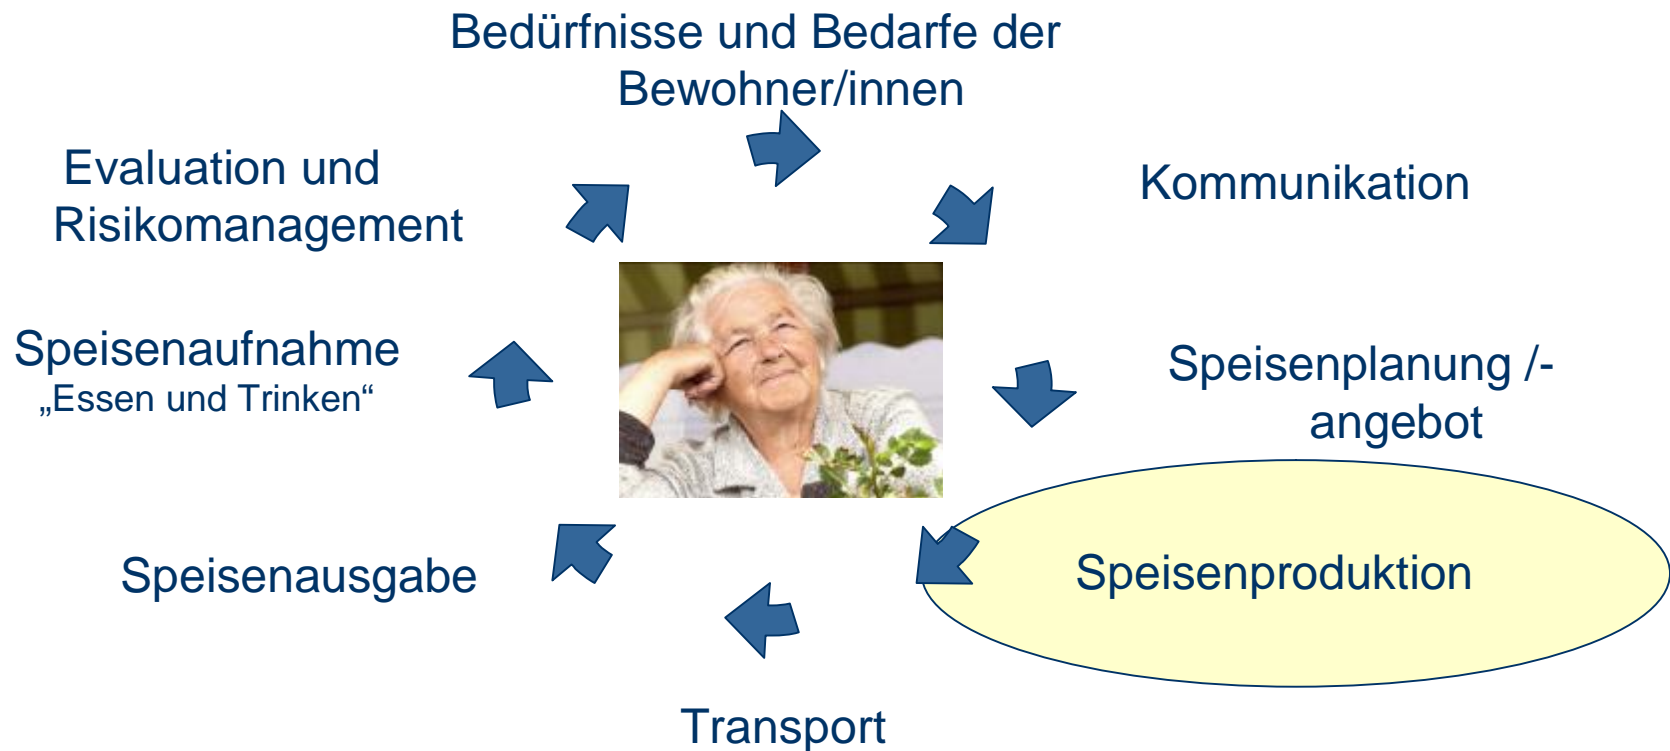 Bedürfnisse und Bedarfe der
Bewohner/innen
Kommunikation
Speisenplanung /-
angebot
Speisenproduktion
Transport
Speisenausgabe
Speisenaufnahme
„Essen und Trinken“
Evaluation und
Risikomanagement